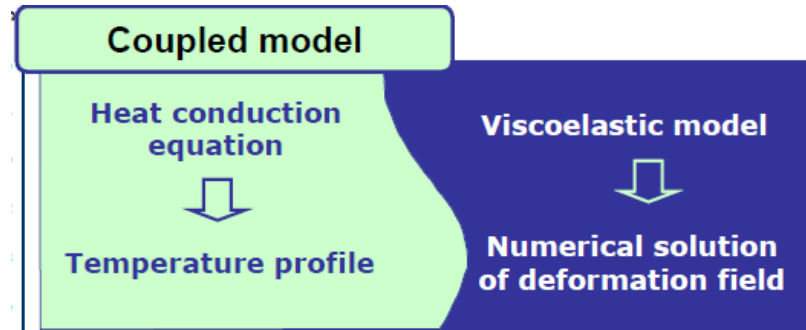 Coupled model
Heat conduction
equation
Temperature profile
Viscoelastic model
Numerical solution
of deformation field